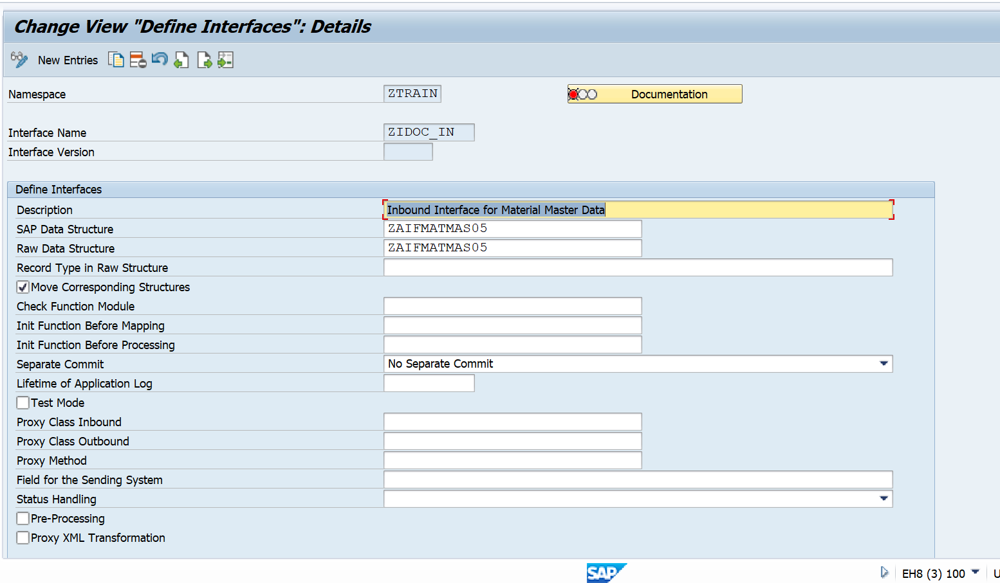 Change View "Define Interfaces": Details
New Entries
Namespace ZTRAIN Documentation
Interface Name ZIDOC_IN
Interface Version
Define Interfaces
Description Inbound Interface for Material Master Data
SAP Data Structure ZAIFMATMAS05
Raw Data Structure ZAIFMATMAS05
Record Type in Raw Structure
Move Corresponding Structures
Check Function Module
Init Function Before Mapping
Init Function Before Processing
Separate Commit No Separate Commit
Lifetime of Application Log
Test Mode
Proxy Class Inbound
Proxy Class Outbound
Proxy Method
Field for the Sending System
Status Handling
Pre-Processing
Proxy XML Transformation
SAP EH8 (3) 100